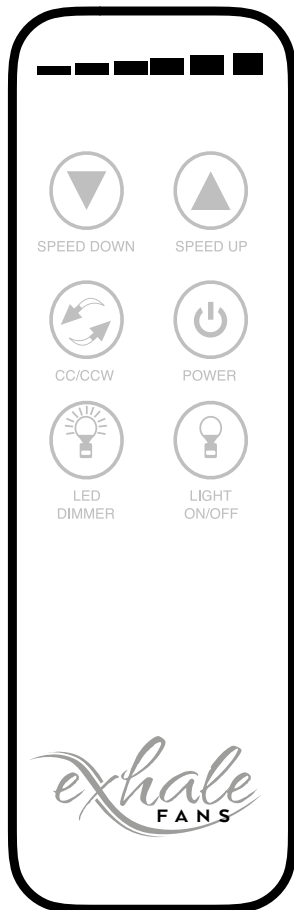 SPEED DOWN
SPEED UP
CC/CCW
POWER
LED
DIMMER
LIGHT
ON/OFF
exhale
FANS